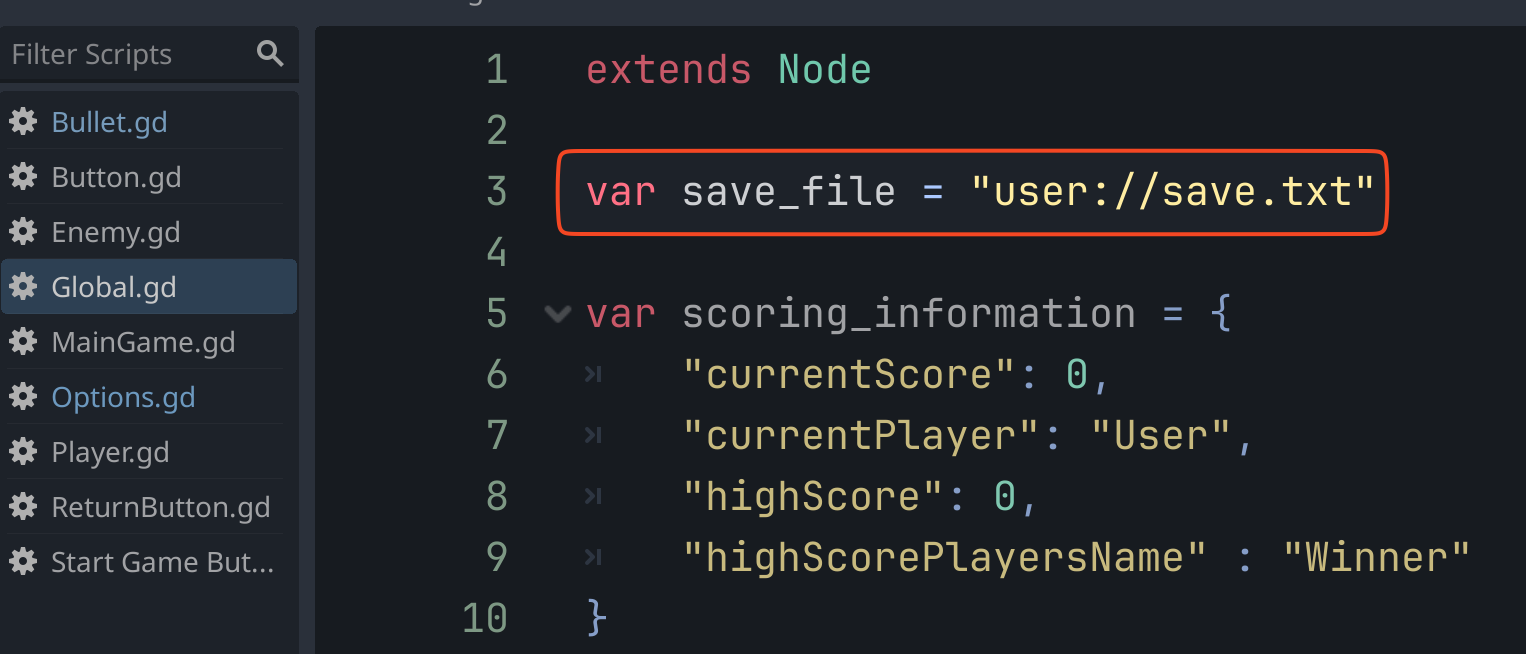 Filter Scripts
Bullet.gd
Button.gd
Enemy.gd
Global.gd
MainGame.gd
Options.gd
Player.gd
ReturnButton.gd
Start Game But...
1 extends Node
2
3 var save_file = "user://save.txt"
4
5 var scoring_information = {
6 "currentScore": 0,
7 "currentPlayer": "User",
8 "highScore": 0,
9 "highScorePlayersName" : "Winner"
10 }